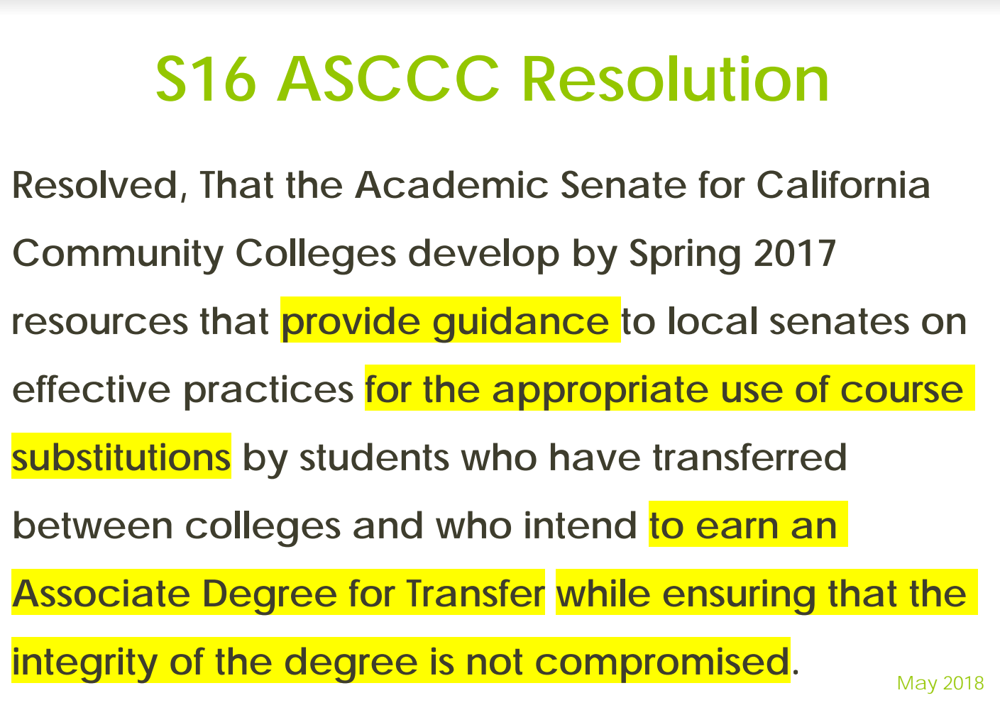 S16 ASCCC Resolution
Resolved, That the Academic Senate for California
Community Colleges develop by Spring 2017
resources that provide guidance to local senates on
effective practices for the appropriate use of course
substitutions by students who have transferred
between colleges and who intend to earn an
Associate Degree for Transfer while ensuring that the
integrity of the degree is not compromised.
May 2018